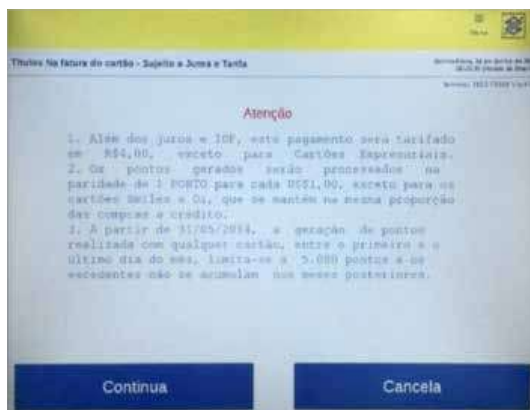 Títulos Na fatura do cartão - Sujeito a Juros e Tarifa
Atenção
1. Além dos juros e IOF, este pagamento sera tarifado
em R$4,00, exceto para Cartões Empresariais.
2. Os pontos gerados serão processados na
paridade de 1 PONTO para cada US$1,00, exceto para os
cartões Smiles e Oi, que se mantém na mesma proporção
das compras a crédito.
3. A partir de 31/05/2014, a geração de pontos
realizada com qualquer cartão, entre o primeiro e o
último dia do mês, limita-se a 5.000 pontos e os
excedentes não se acumulam nos meses posteriores.
Continua
Cancela